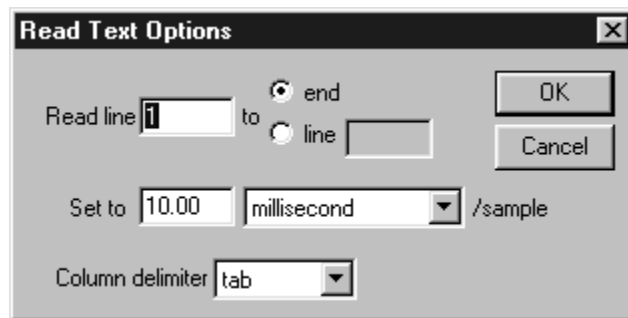 Read Text Options
Read line 1 to
end
line
OK
Cancel
Set to 10.00 millisecond /sample
Column delimiter tab